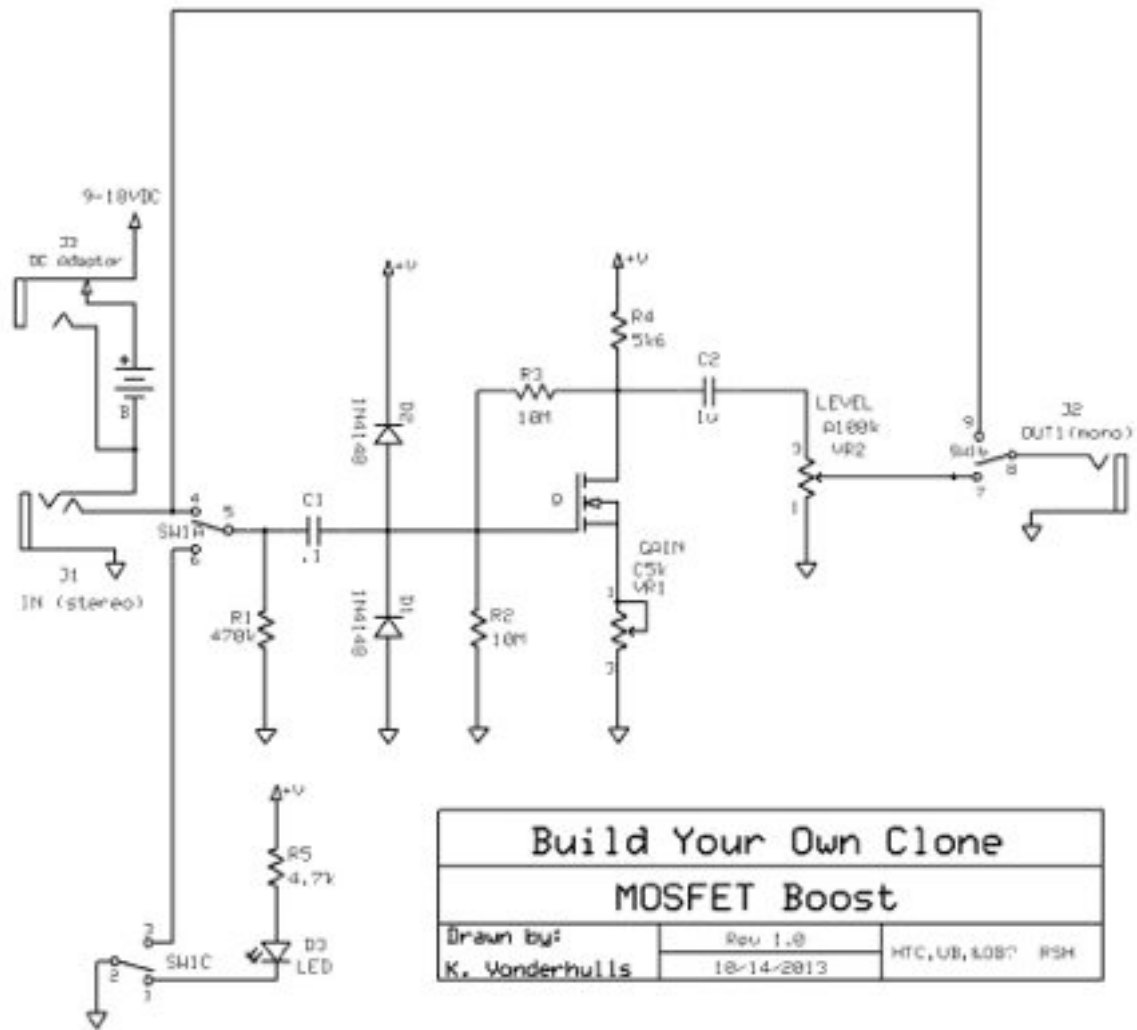 9-18VDC
J3
DC Adaptor
+
B
J1
IN (stereo)
4
5
SW1A
6
R1
470k
C1
.1
+V
D2
1N4148
D1
1N4148
R3
10M
R2
10M
+V
R4
5k6
C2
1u
Q
GAIN
C5k
VR1
1
3
LEVEL
A100k
VR2
3
1
9
8
7
J2
OUT1(mono)
+V
R5
4.7k
D3
LED
3
SW1C
2
1
Build Your Own Clone
MOSFET Boost
Drawn by:
K. Vonderhulls
Rev 1.0
10/14/2013
RSH